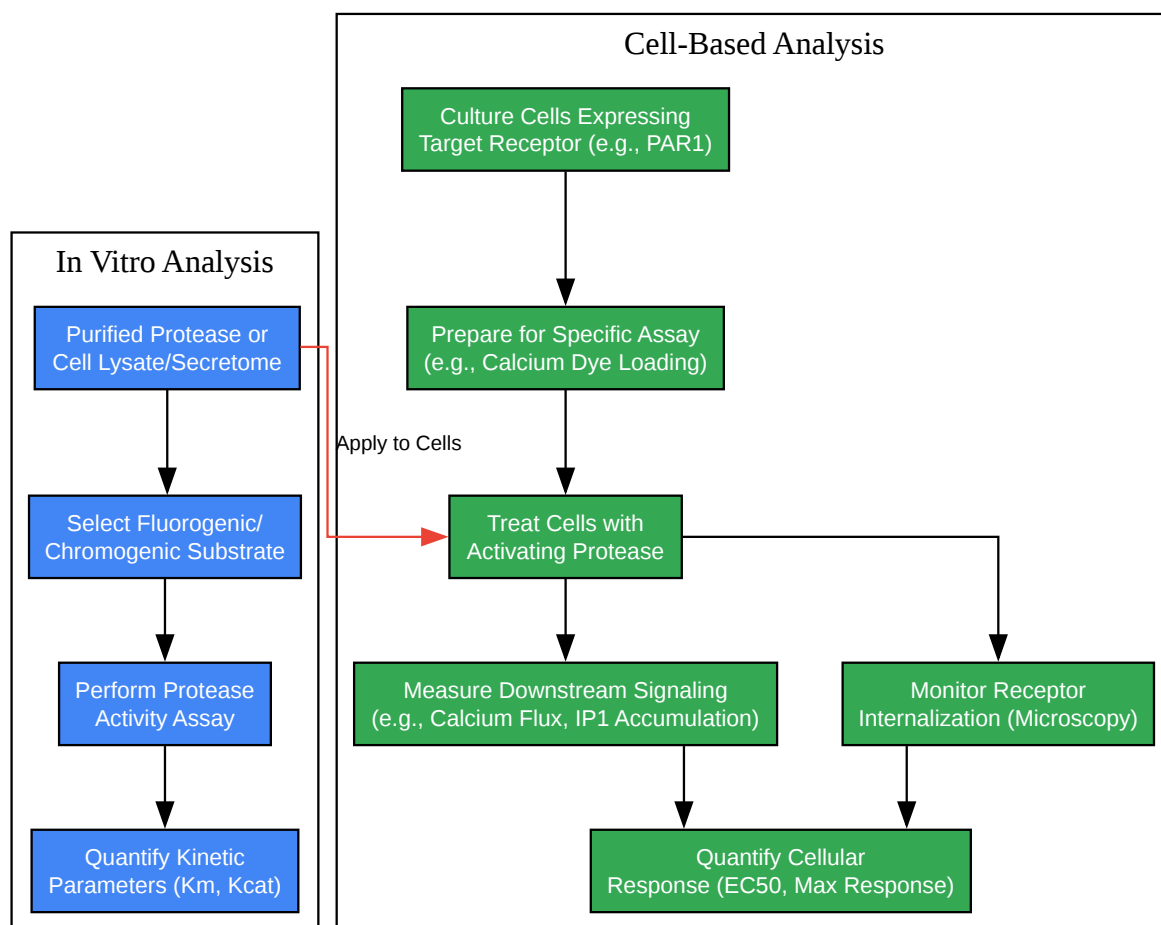 Cell-Based Analysis
Culture Cells Expressing
Target Receptor (e.g., PAR1)
In Vitro Analysis
Purified Protease or
Cell Lysate/Secretome
Prepare for Specific Assay
(e.g., Calcium Dye Loading)
Apply to Cells
Select Fluorogenic/
Chromogenic Substrate
Treat Cells with
Activating Protease
Perform Protease
Activity Assay
Measure Downstream Signaling
(e.g., Calcium Flux, IP1 Accumulation)
Monitor Receptor
Internalization (Microscopy)
Quantify Kinetic
Parameters (Km, Kcat)
Quantify Cellular
Response (EC50, Max Response)